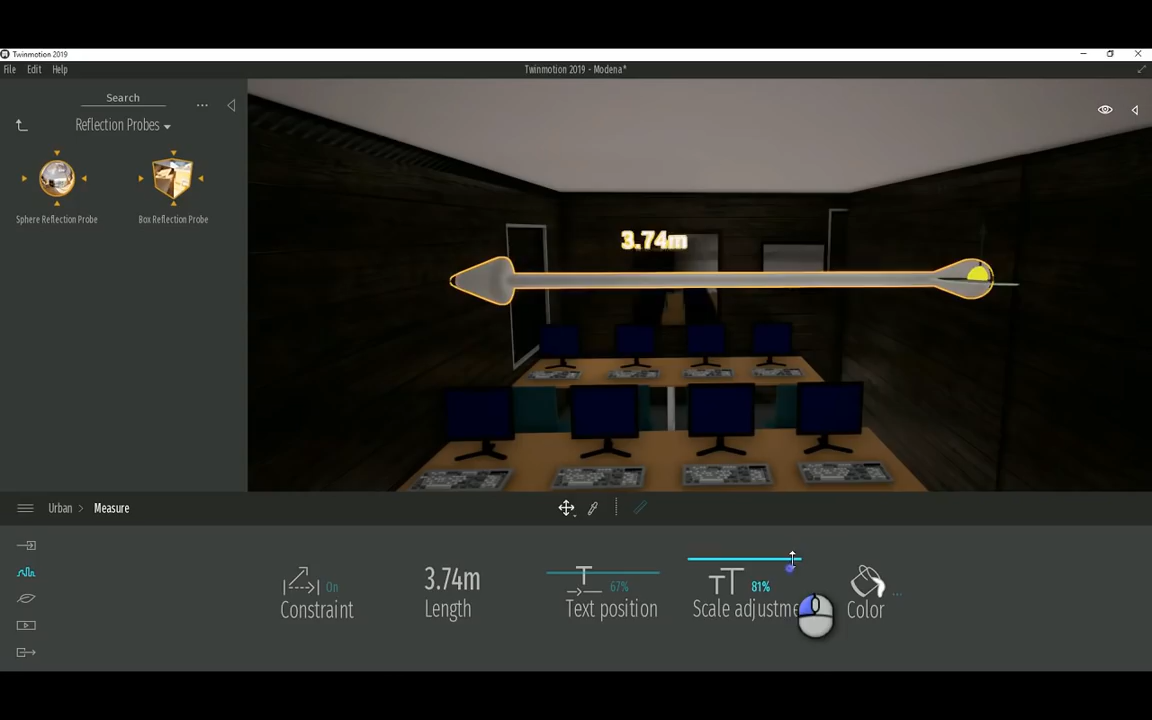 Twinmotion 2019
File Edit Help
Twinmotion 2019 - Modena*
Search
...
Reflection Probes
Sphere Reflection Probe
Box Reflection Probe
3.74m
Urban > Measure
On
Constraint
3.74m
Length
67%
Text position
81%
Scale adjustme
...
Color